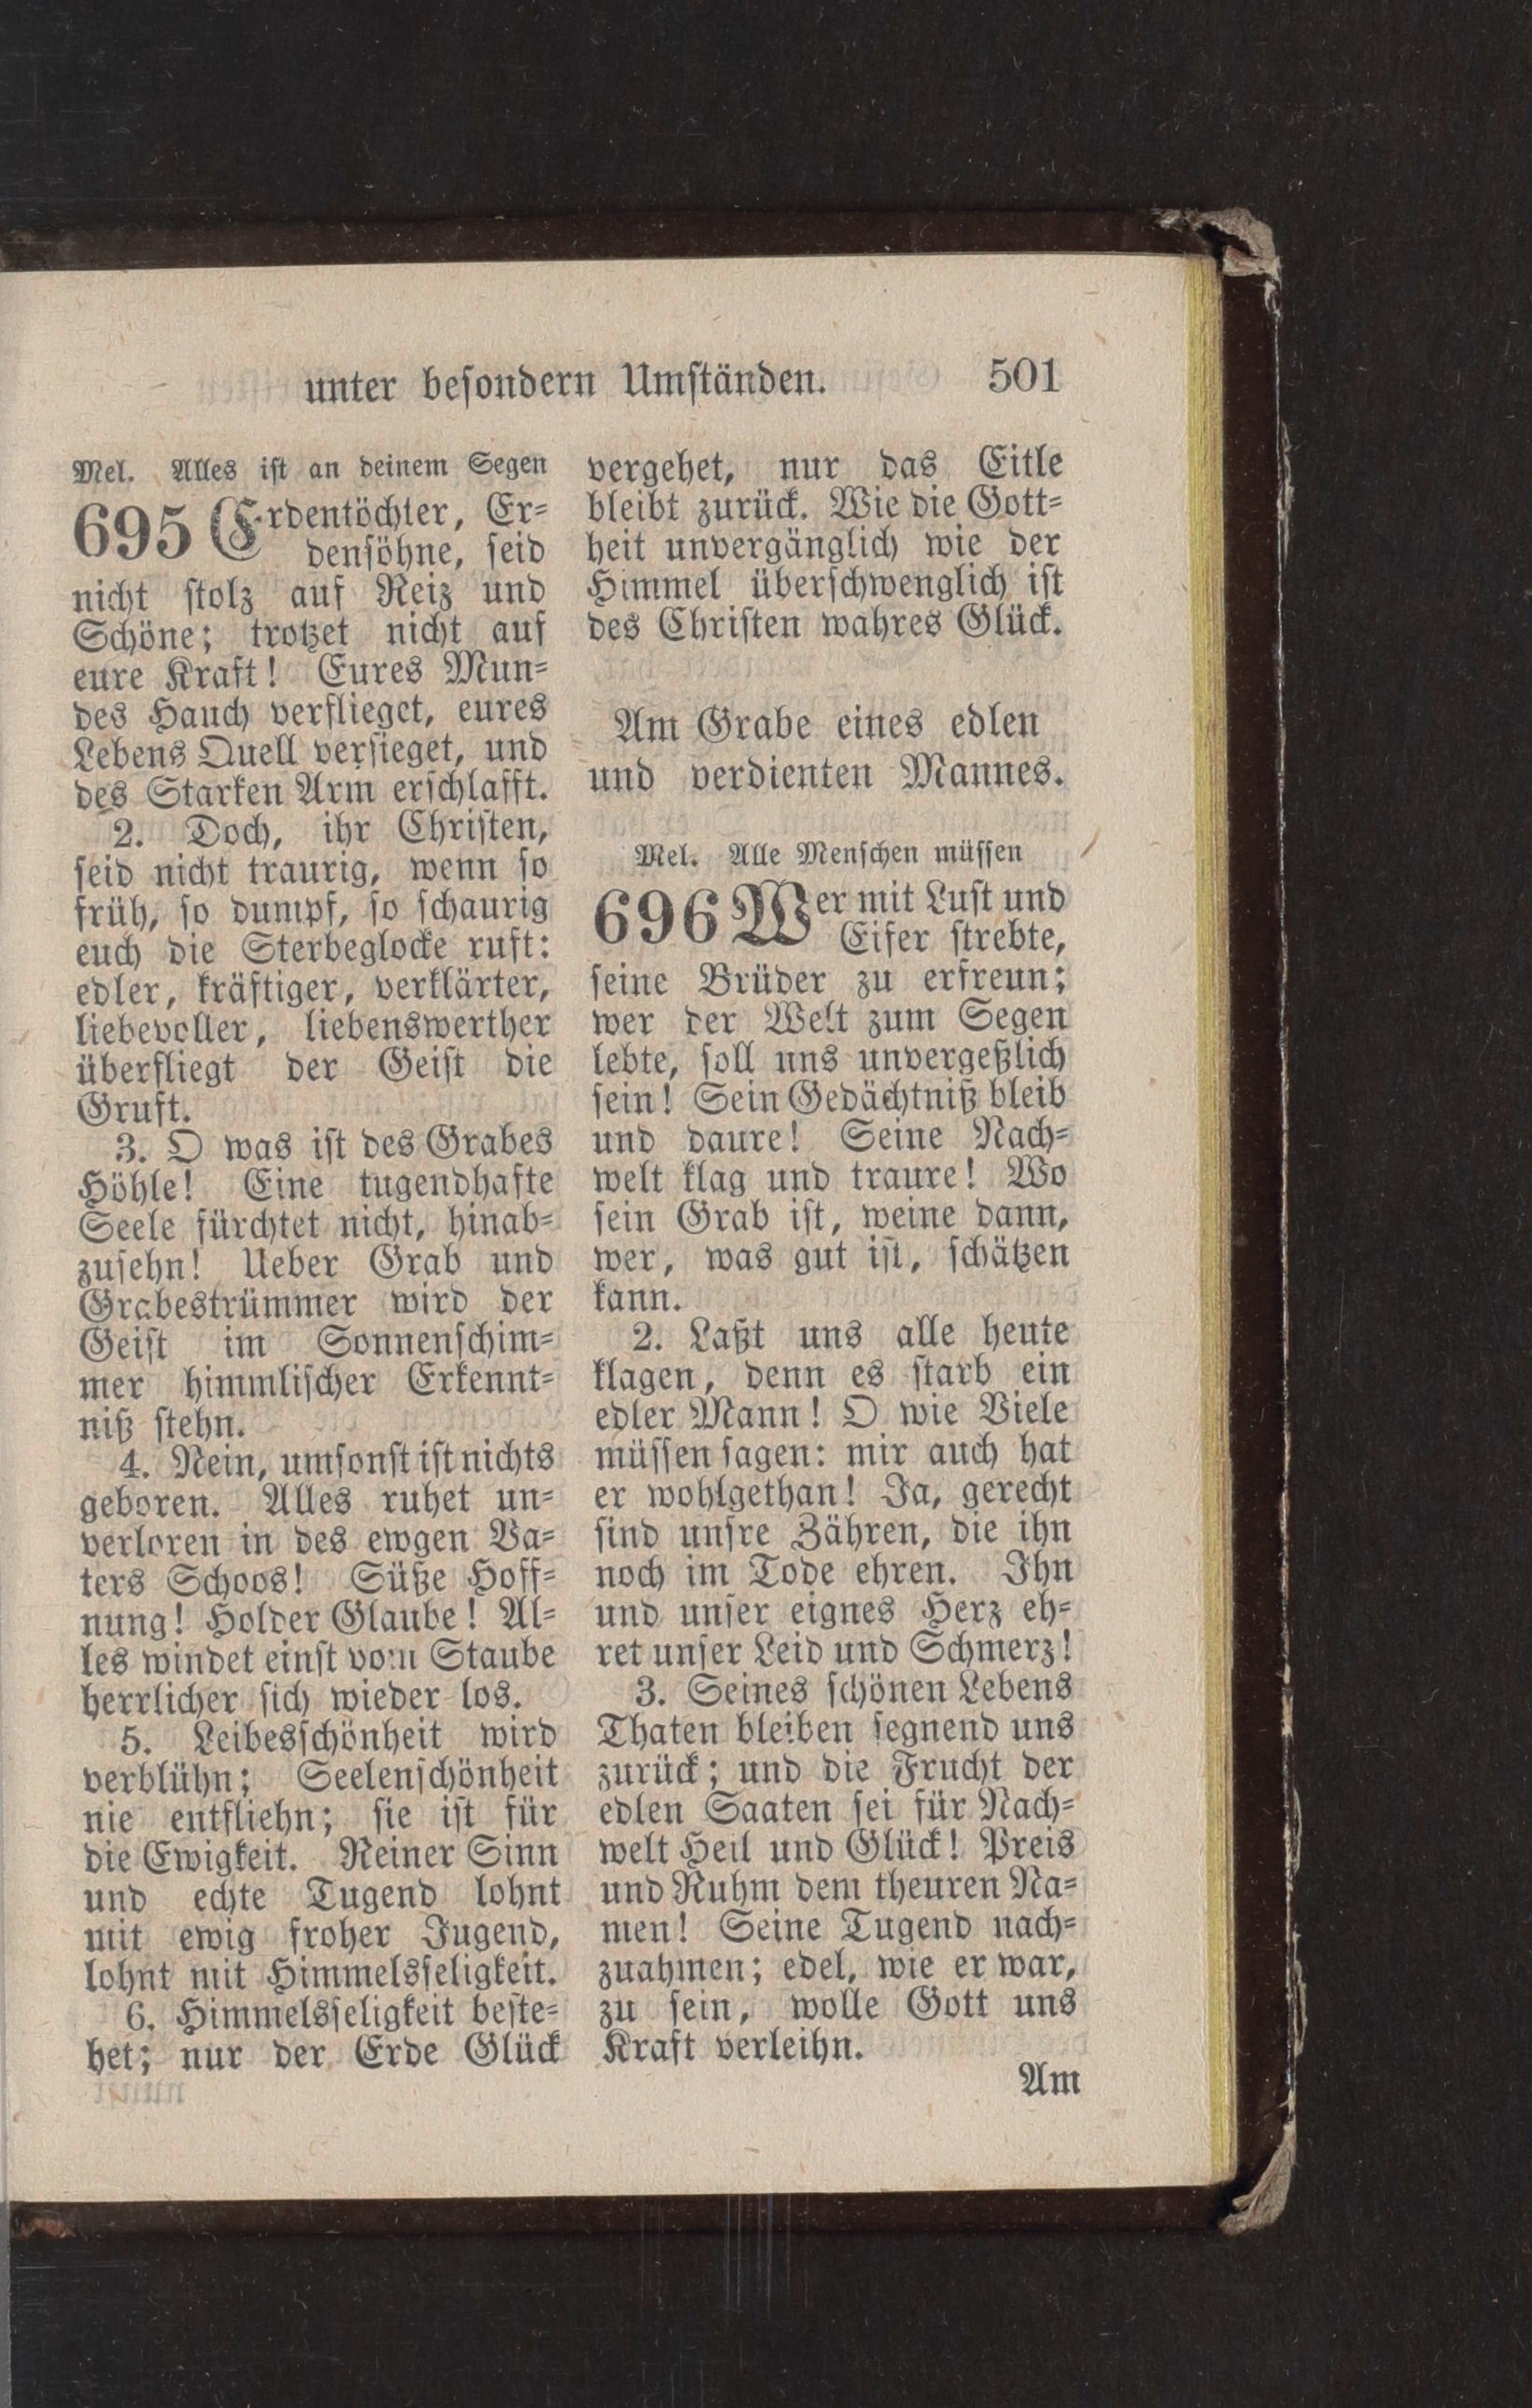 unter besondern Umständen. 501
Mel. Alles ist an deinem Segen
695 Erdentöchter, Er-
densöhne, seid
nicht stolz auf Reiz und
Schöne; trotzet nicht auf
eure Kraft! Eures Mun-
des Hauch verflieget, eures
Lebens Quell versieget, und
des Starken Arm erschlafft.
2. Doch, ihr Christen,
seid nicht traurig, wenn so
früh, so dumpf, so schaurig
euch die Sterbeglocke ruft:
edler, kräftiger, verklärter,
liebevoller, liebenswerther
überfliegt der Geist die
Gruft.
3. O was ist des Grabes
Höhle! Eine tugendhafte
Seele fürchtet nicht, hinab-
zusehn! Ueber Grab und
Grabestrümmer wird der
Geist im Sonnenschim-
mer himmlischer Erkennt-
niß stehn.
4. Nein, umsonst ist nichts
geboren. Alles ruhet un-
verloren in des ewgen Va-
ters Schoos! Süße Hoff-
nung! Holder Glaube! Al-
les windet einst vom Staube
herrlicher sich wieder los.
5. Leibesschönheit wird
verblühn; Seelenschönheit
nie entfliehn; sie ist für
die Ewigkeit. Reiner Sinn
und echte Tugend lohnt
mit ewig froher Jugend,
lohnt mit Himmelsseligkeit.
6. Himmelsseligkeit beste-
het; nur der Erde Glück
vergehet, nur das Eitle
bleibt zurück. Wie die Gott-
heit unvergänglich wie der
Himmel überschwenglich ist
des Christen wahres Glück.
Am Grabe eines edlen
und verdienten Mannes.
Mel. Alle Menschen müssen
696 Wer mit Lust und
Eifer strebte,
seine Brüder zu erfreun;
wer der Welt zum Segen
lebte, soll uns unvergeßlich
sein! Sein Gedächtniß bleib
und daure! Seine Nach-
welt klag und traure! Wo
sein Grab ist, weine dann,
wer, was gut ist, schätzen
kann.
2. Laßt uns alle heute
klagen, denn es starb ein
edler Mann! O wie Viele
müssen sagen: mir auch hat
er wohlgethan! Ja, gerecht
sind unsre Zähren, die ihn
noch im Tode ehren. Ihn
und unser eignes Herz eh-
ret unser Leid und Schmerz!
3. Seines schönen Lebens
Thaten bleiben segnend uns
zurück; und die Frucht der
edlen Saaten sei für Nach-
welt Heil und Glück! Preis
und Ruhm dem theuren Na-
men! Seine Tugend nach-
zuahmen; edel, wie er war,
zu sein, wolle Gott uns
Kraft verleihn.
Am